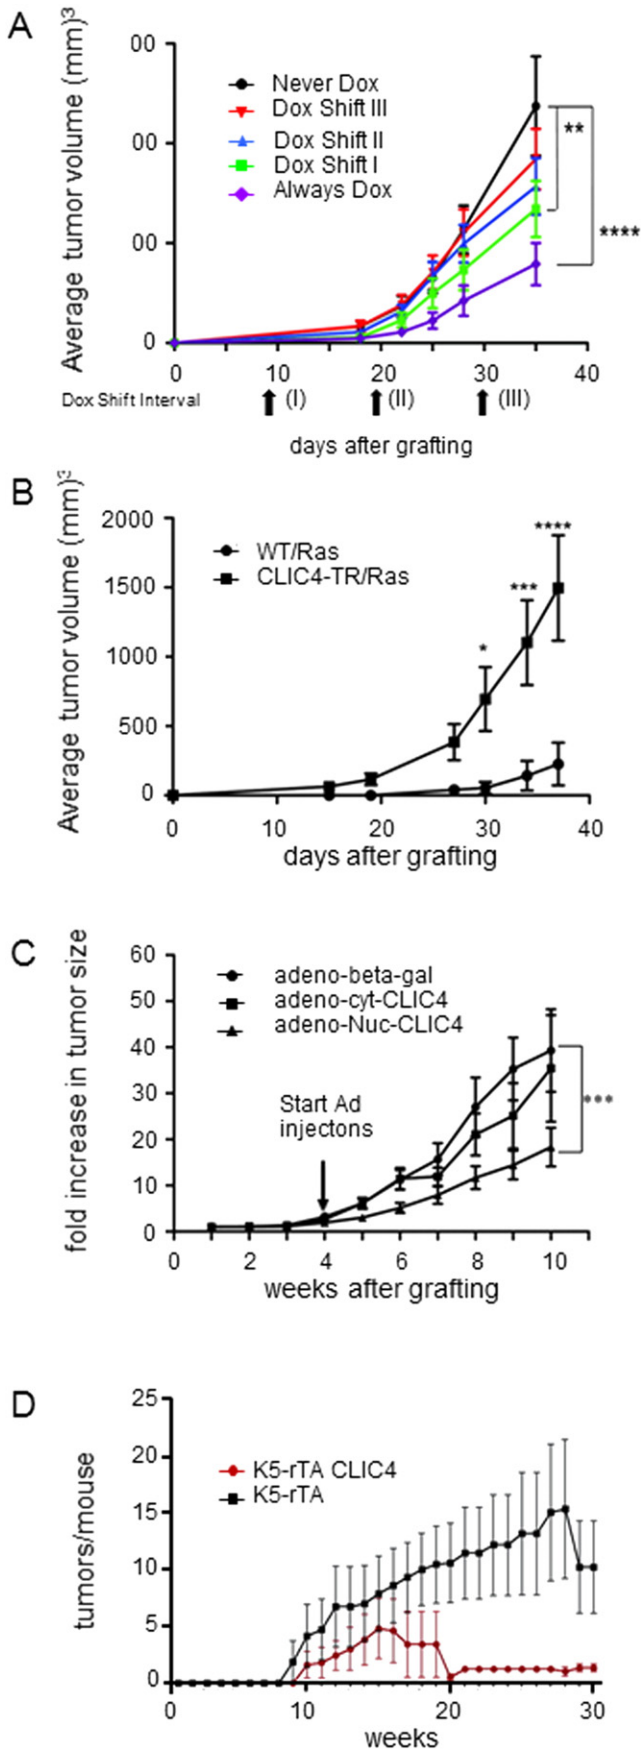 A
Average tumor volume (mm)3
00
00
00
0
Never Dox
Dox Shift III
Dox Shift II
Dox Shift I
Always Dox
**
****
0 10 20 30 40
Dox Shift Interval (I) (II) (III)
days after grafting
B
Average tumor volume (mm)3
2000
1500
1000
500
0
WT/Ras
CLIC4-TR/Ras
*
***
****
0 10 20 30 40
days after grafting
C
fold increase in tumor size
60
50
40
30
20
10
0
adeno-beta-gal
adeno-cyt-CLIC4
adeno-Nuc-CLIC4
Start Ad
injectons
***
0 2 4 6 8 10
weeks after grafting
D
tumors/mouse
25
20
15
10
5
0
K5-rTA CLIC4
K5-rTA
0 10 20 30
weeks